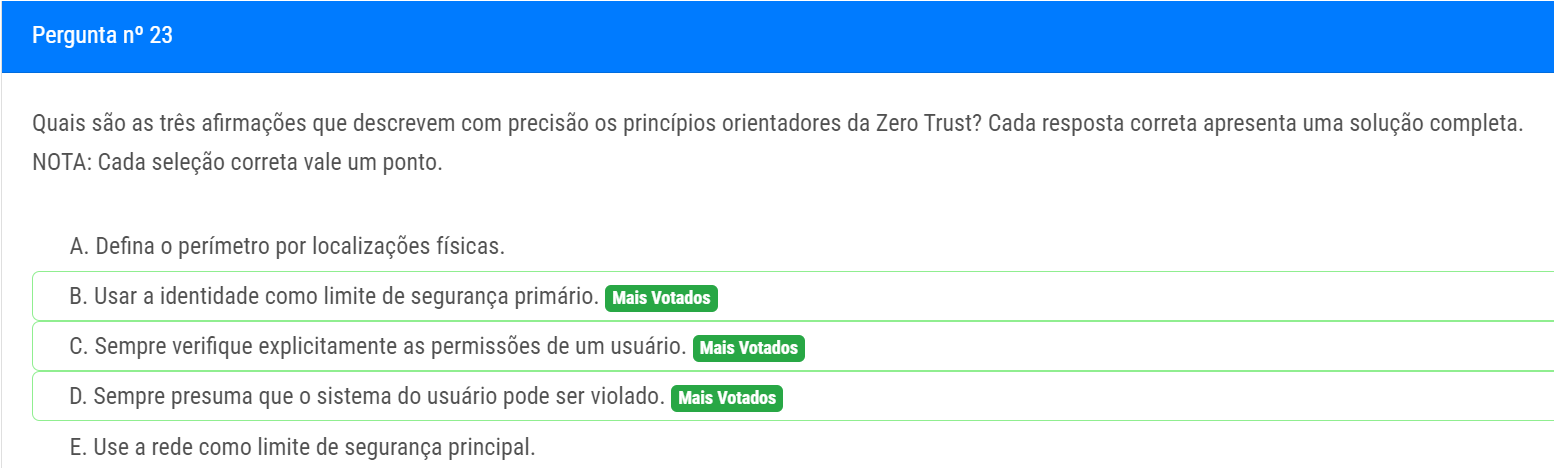 Pergunta nº 23
Quais são as três afirmações que descrevem com precisão os princípios orientadores da Zero Trust? Cada resposta correta apresenta uma solução completa.
NOTA: Cada seleção correta vale um ponto.
A. Defina o perímetro por localizações físicas.
B. Usar a identidade como limite de segurança primário. Mais Votados
C. Sempre verifique explicitamente as permissões de um usuário. Mais Votados
D. Sempre presuma que o sistema do usuário pode ser violado. Mais Votados
E. Use a rede como limite de segurança principal.